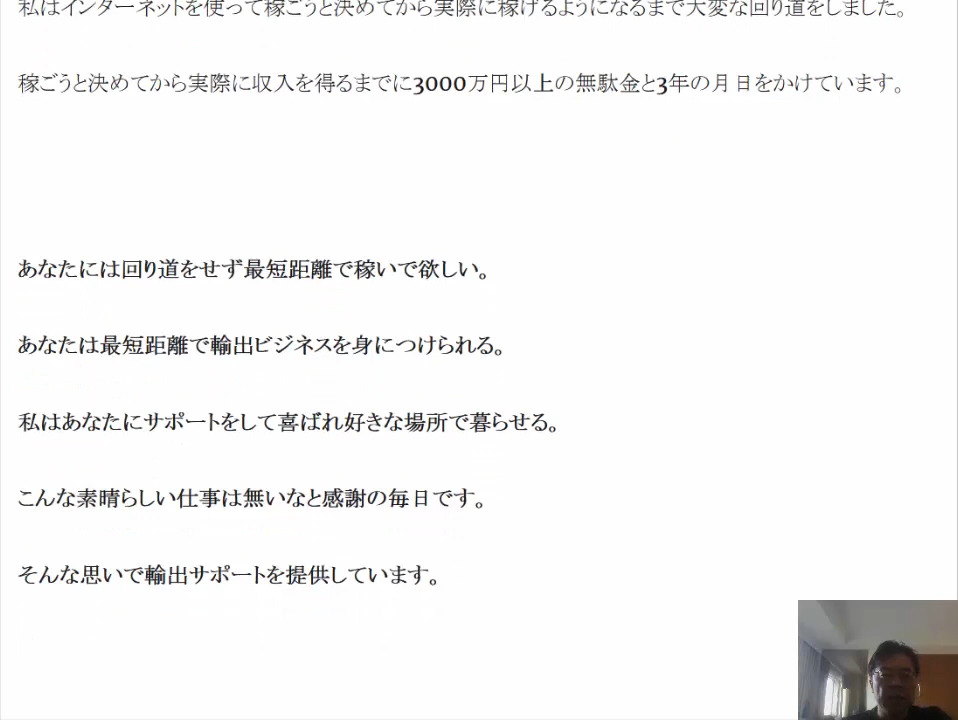 私はインターネットを使って稼ごうと決めてから実際に稼げるようになるまで大変な回り道をしました。
稼ごうと決めてから実際に収入を得るまでに3000万円以上の無駄金と3年の月日をかけています。
あなたには回り道をせず最短距離で稼いで欲しい。
あなたは最短距離で輸出ビジネスを身につけられる。
私はあなたにサポートをして喜ばれ好きな場所で暮らせる。
こんな素晴らしい仕事は無いなと感謝の毎日です。
そんな思いで輸出サポートを提供しています。